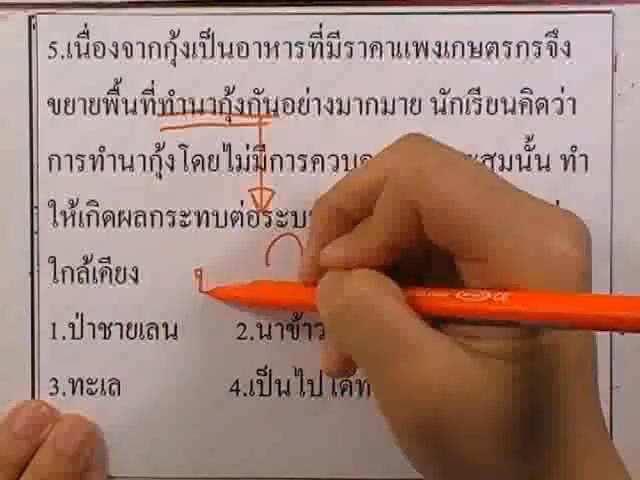 5.เนื่องจากกุ้งเป็นอาหารที่มีราคาแพงเกษตรกรจึง
ขยายพื้นที่ทำนากุ้งกันอย่างมากมาย นักเรียนคิดว่า
การทำนากุ้งโดยไม่มีการควบคุ สมนั้น ทำ
ให้เกิดผลกระทบต่อระบบ
ใกล้เคียง
1.ป่าชายเลน 2.นาข้าว
3.ทะเล 4.เป็นไปได้ท